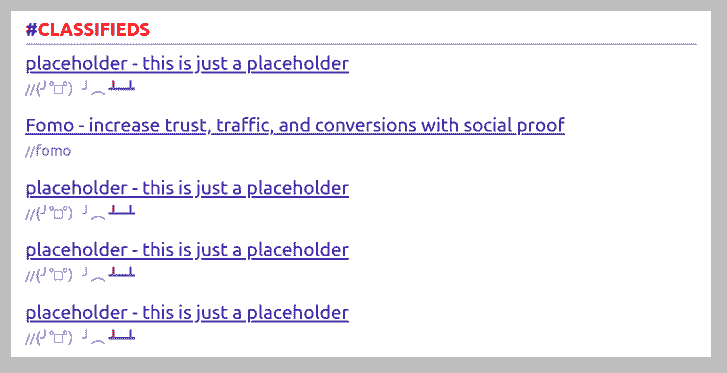 #CLASSIFIEDS
placeholder - this is just a placeholder
//(╯°□°)╯︵ ┻━┻
Fomo - increase trust, traffic, and conversions with social proof
//fomo
placeholder - this is just a placeholder
//(╯°□°)╯︵ ┻━┻
placeholder - this is just a placeholder
//(╯°□°)╯︵ ┻━┻
placeholder - this is just a placeholder
//(╯°□°)╯︵ ┻━┻